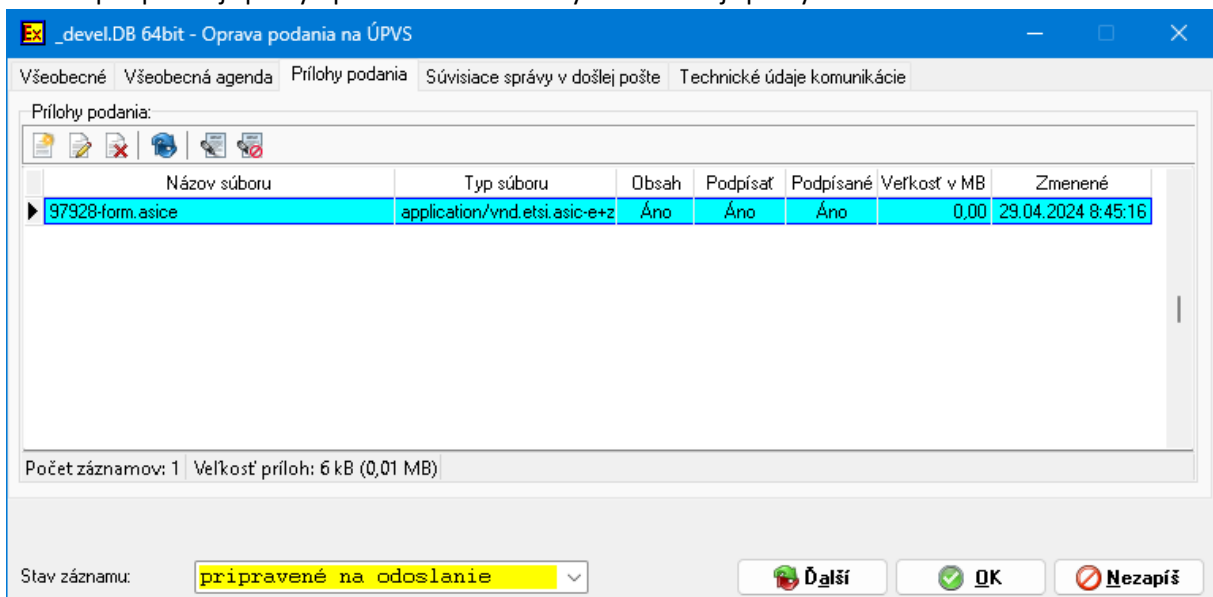 _devel.DB 64bit - Oprava podania na ÚPVS
Všeobecné Všeobecná agenda Prílohy podania Súvisiace správy v došlej pošte Technické údaje komunikácie
Prílohy podania:
Názov súboru Typ súboru Obsah Podpísať Podpísané Veľkosť v MB Zmenené
97928-form.asice application/vnd.etsi.asic-e+z Áno Áno Áno 0,00 29.04.2024 8:45:16
Počet záznamov: 1 Veľkosť príloh: 6 kB (0,01 MB)
Stav záznamu: pripravené na odoslanie Ďalší OK Nezapíš